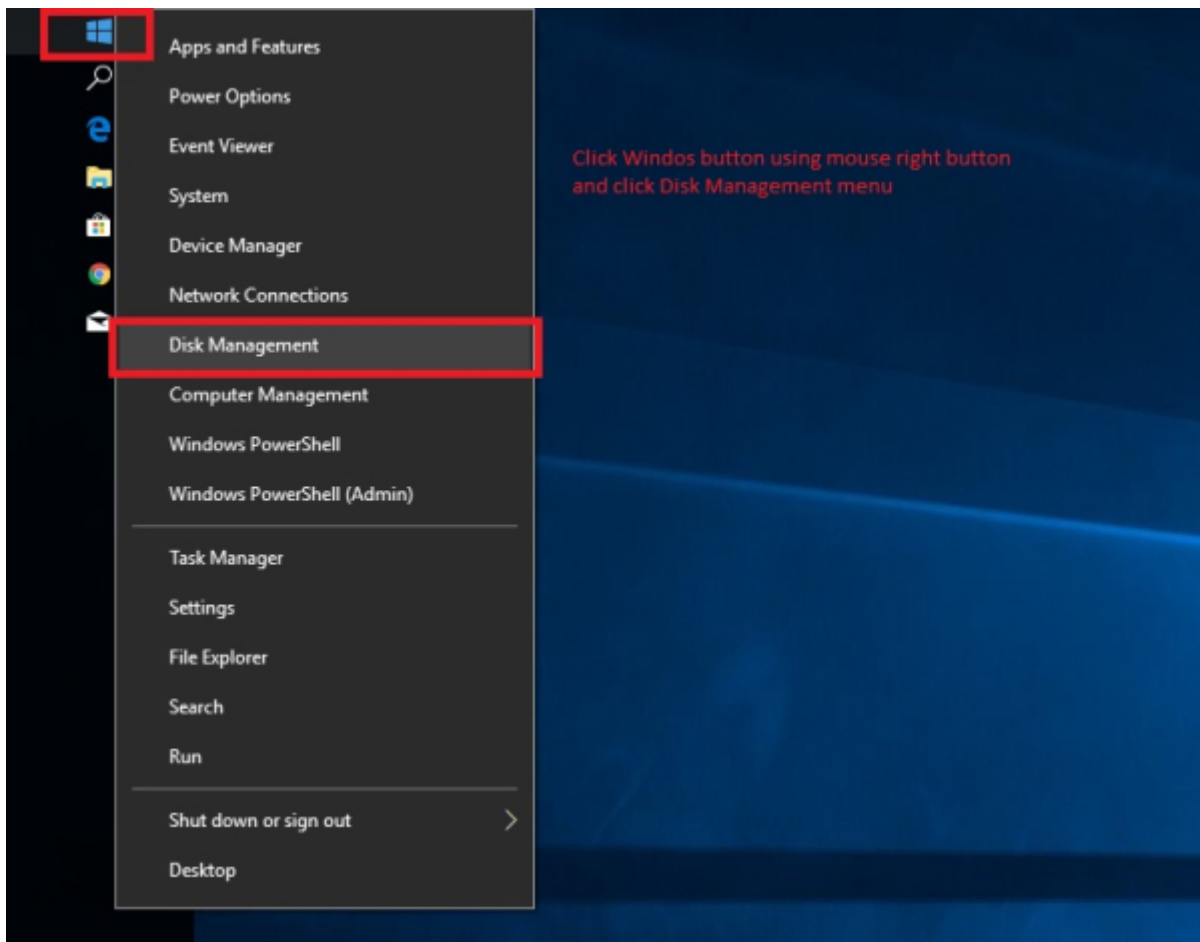 Apps and Features
Power Options
Event Viewer
System
Device Manager
Network Connections
Disk Management
Computer Management
Windows PowerShell
Windows PowerShell (Admin)
Task Manager
Settings
File Explorer
Search
Run
Shut down or sign out
Desktop
Click Windos button using mouse right button
and click Disk Management menu